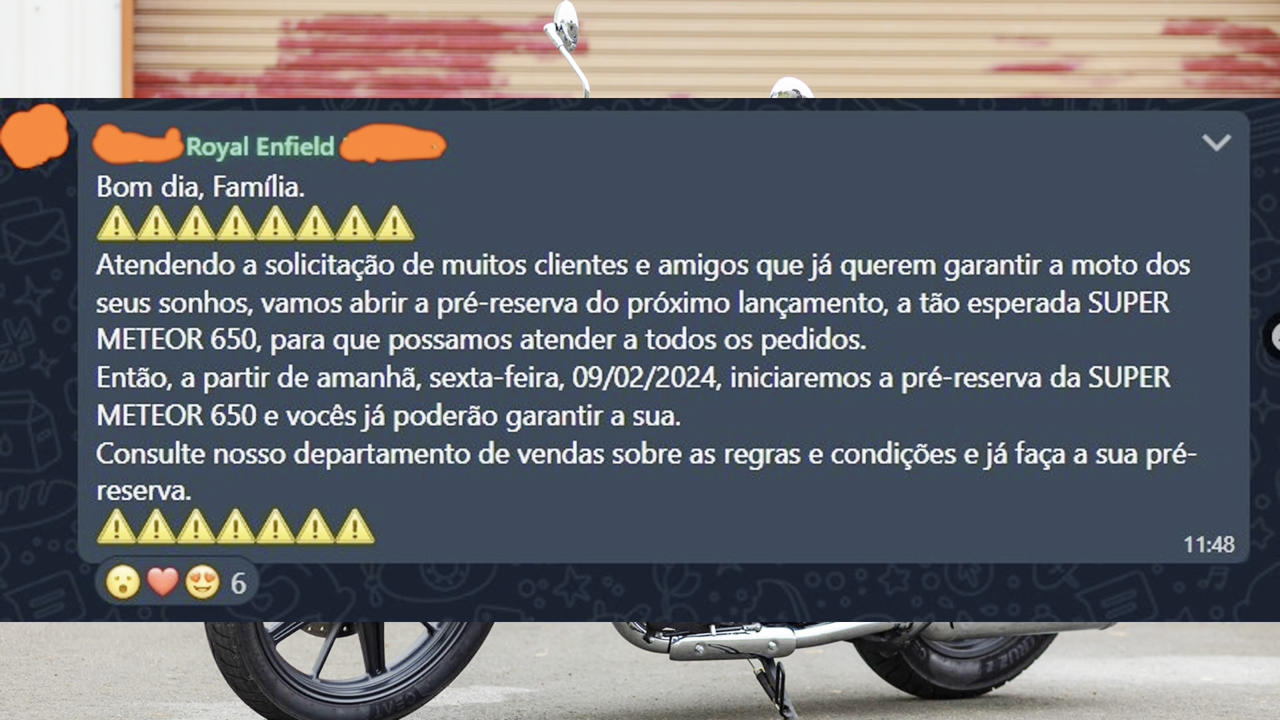 Royal Enfield
Bom dia, Família.
⚠️⚠️⚠️⚠️⚠️⚠️⚠️⚠️
Atendendo a solicitação de muitos clientes e amigos que já querem garantir a moto dos
seus sonhos, vamos abrir a pré-reserva do próximo lançamento, a tão esperada SUPER
METEOR 650, para que possamos atender a todos os pedidos.
Então, a partir de amanhã, sexta-feira, 09/02/2024, iniciaremos a pré-reserva da SUPER
METEOR 650 e vocês já poderão garantir a sua.
Consulte nosso departamento de vendas sobre as regras e condições e já faça a sua pré-
reserva.
⚠️⚠️⚠️⚠️⚠️⚠️⚠️
11:48
😮❤️😍 6
CEAT